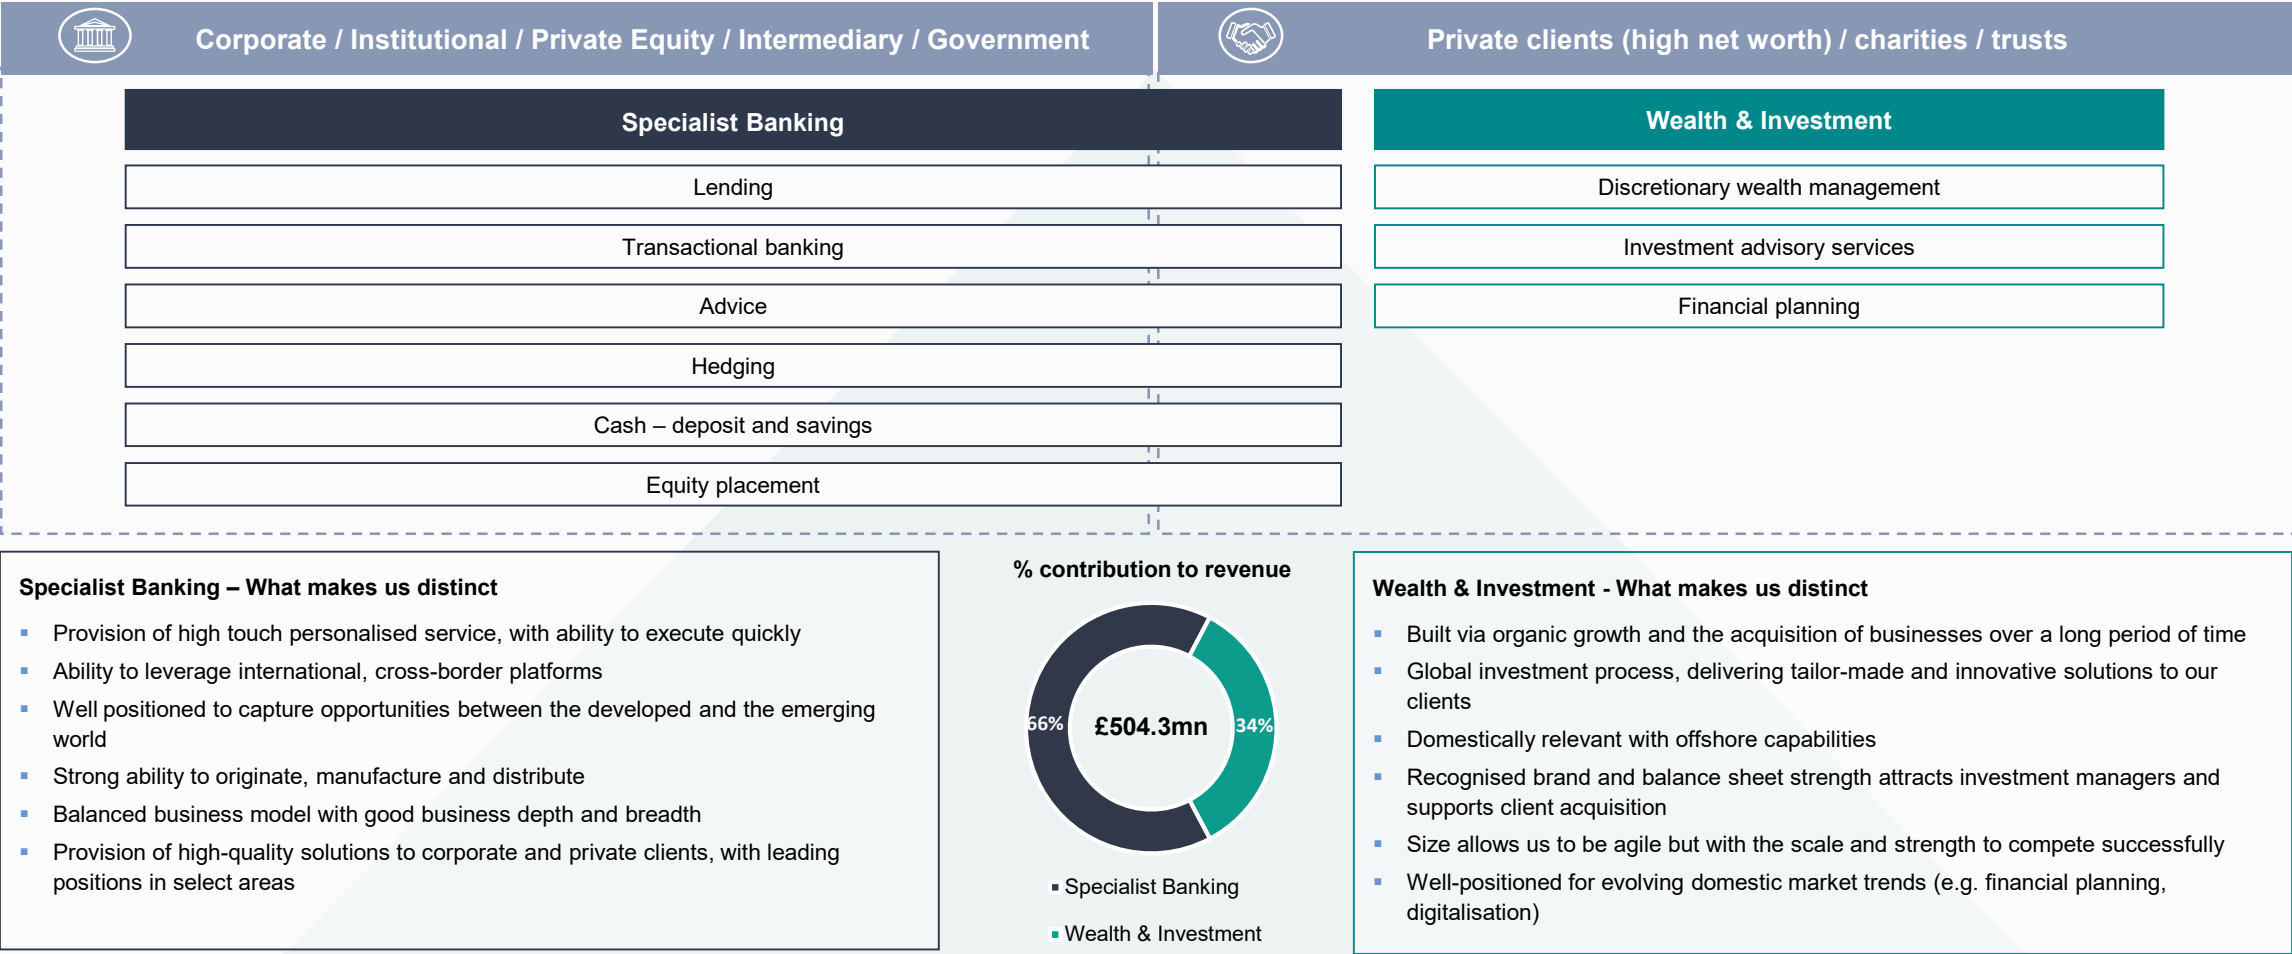 Corporate / Institutional / Private Equity / Intermediary / Government
Private clients (high net worth) / charities / trusts
Specialist Banking
Lending
Transactional banking
Advice
Hedging
Cash – deposit and savings
Equity placement
Wealth & Investment
Discretionary wealth management
Investment advisory services
Financial planning
Specialist Banking – What makes us distinct
▪ Provision of high touch personalised service, with ability to execute quickly
▪ Ability to leverage international, cross-border platforms
▪ Well positioned to capture opportunities between the developed and the emerging
world
▪ Strong ability to originate, manufacture and distribute
▪ Balanced business model with good business depth and breadth
▪ Provision of high-quality solutions to corporate and private clients, with leading
positions in select areas
% contribution to revenue
66%
£504.3mn
34%
Specialist Banking
Wealth & Investment
Wealth & Investment - What makes us distinct
▪ Built via organic growth and the acquisition of businesses over a long period of time
▪ Global investment process, delivering tailor-made and innovative solutions to our
clients
▪ Domestically relevant with offshore capabilities
▪ Recognised brand and balance sheet strength attracts investment managers and
supports client acquisition
▪ Size allows us to be agile but with the scale and strength to compete successfully
▪ Well-positioned for evolving domestic market trends (e.g. financial planning,
digitalisation)